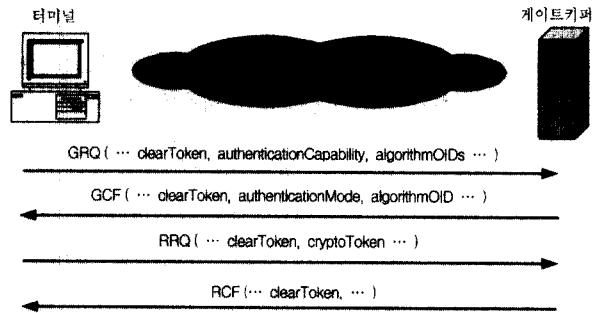 터미널
게이트키퍼
GRQ ( … clearToken, authenticationCapability, algorithmOIDs … )
GCF ( … clearToken, authenticationMode, algorithmOID … )
RRQ ( … clearToken, cryptoToken … )
RCF (… clearToken, … )